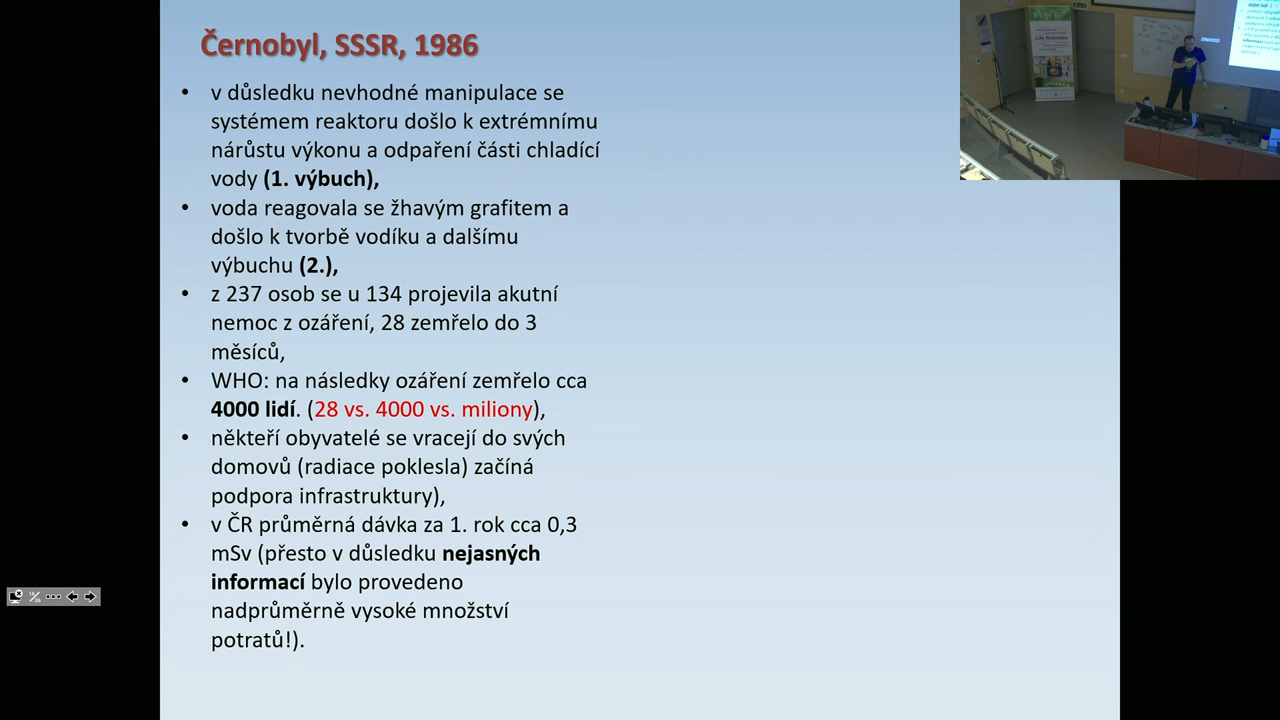 Černobyl, SSSR, 1986
• v důsledku nevhodné manipulace se
systémem reaktoru došlo k extrémnímu
nárůstu výkonu a odpaření části chladící
vody (1. výbuch),
• voda reagovala se žhavým grafitem a
došlo k tvorbě vodíku a dalšímu
výbuchu (2.),
• z 237 osob se u 134 projevila akutní
nemoc z ozáření, 28 zemřelo do 3
měsíců,
• WHO: na následky ozáření zemřelo cca
4000 lidí. (28 vs. 4000 vs. miliony),
• někteří obyvatelé se vracejí do svých
domovů (radiace poklesla) začíná
podpora infrastruktury),
• v ČR průměrná dávka za 1. rok cca 0,3
mSv (přesto v důsledku nejasných
informací bylo provedeno
nadprůměrně vysoké množství
potratů!).